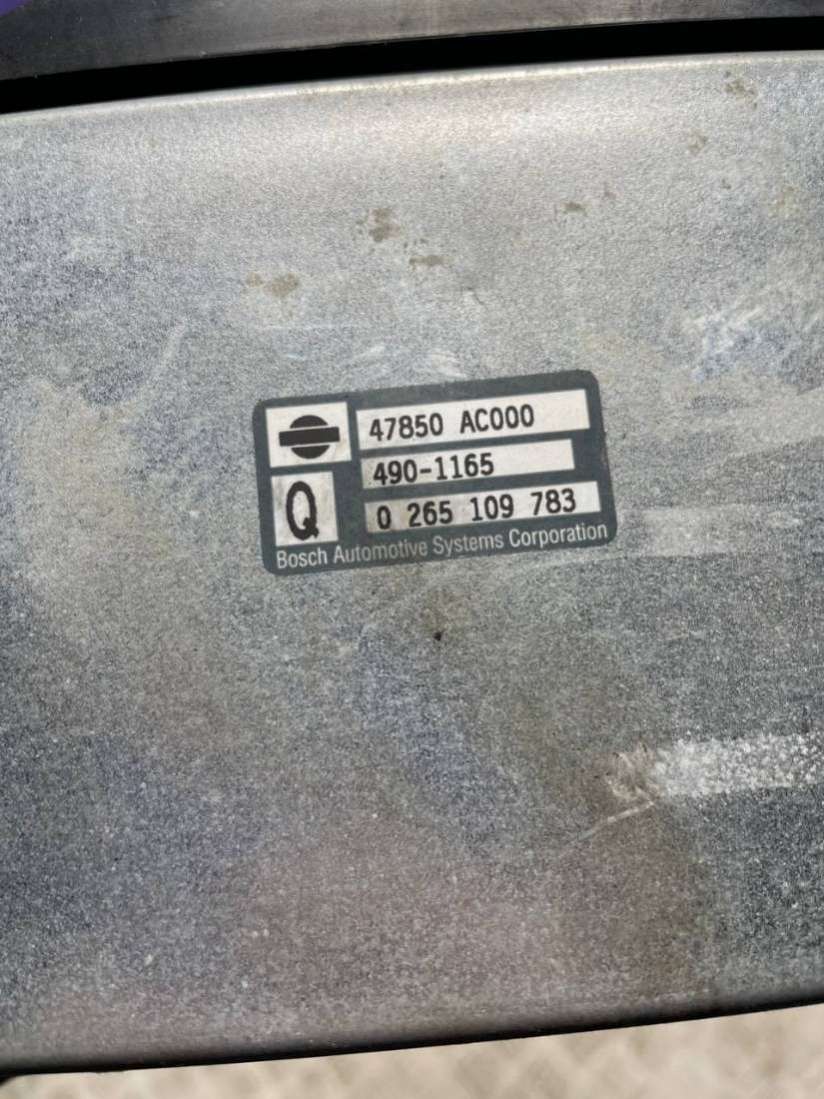 47850 AC000
490-1165
Q
0 265 109 783
Bosch Automotive Systems Corporation